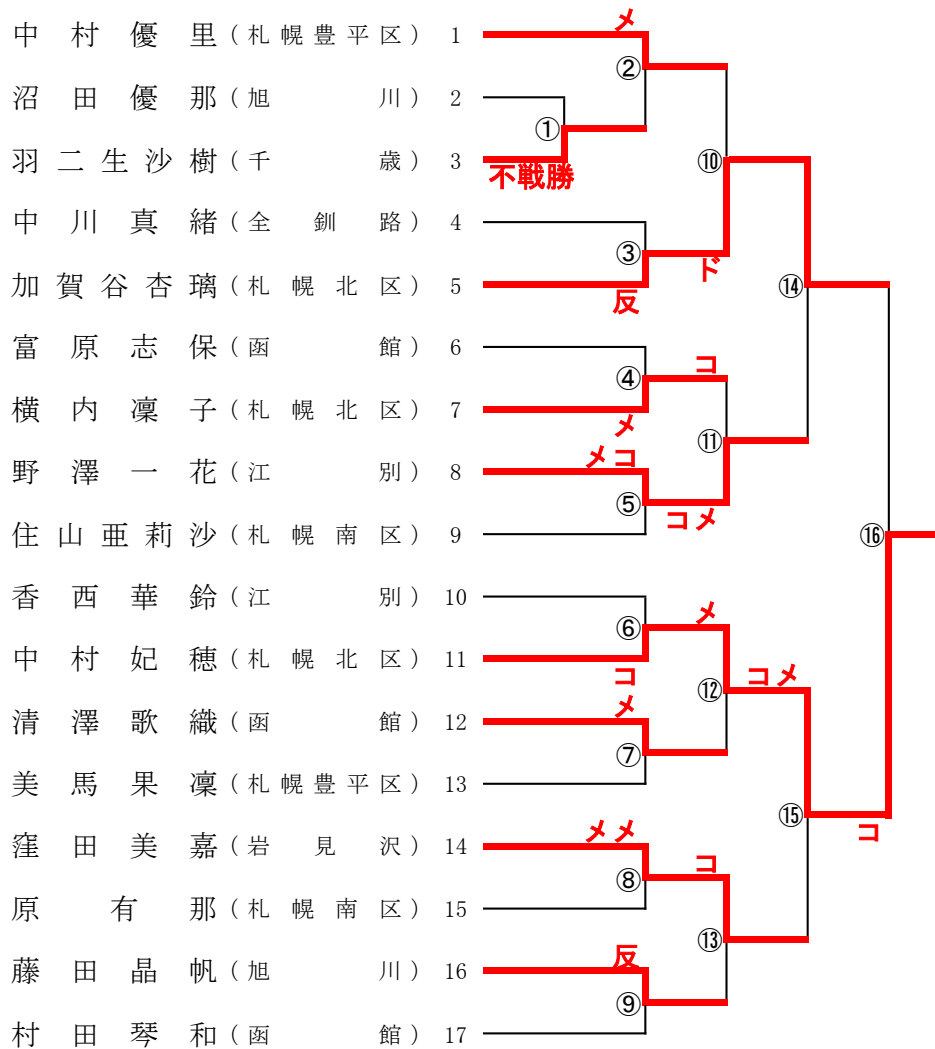 メ
中村優里(札幌豊平区) 1
②
沼田優那(旭川) 2
①
羽二生沙樹(千歳) 3
⑩
不戦勝
中川真緒(全釧路) 4
③
ド
加賀谷杏璃(札幌北区) 5
⑭
反
富原志保(函館) 6
コ
④
横内凜子(札幌北区) 7
メ
⑪
メコ
野澤一花(江別) 8
⑤
コメ
住山亜莉沙(札幌南区) 9
⑯
香西華鈴(江別) 10
メ
⑥
中村妃穂(札幌北区) 11
コ
コメ
⑫
メ
清澤歌織(函館) 12
⑦
美馬果凜(札幌豊平区) 13
⑮
メメ
コ
窪田美嘉(岩見沢) 14
コ
⑧
原有那(札幌南区) 15
⑬
反
藤田晶帆(旭川) 16
⑨
村田琴和(函館) 17